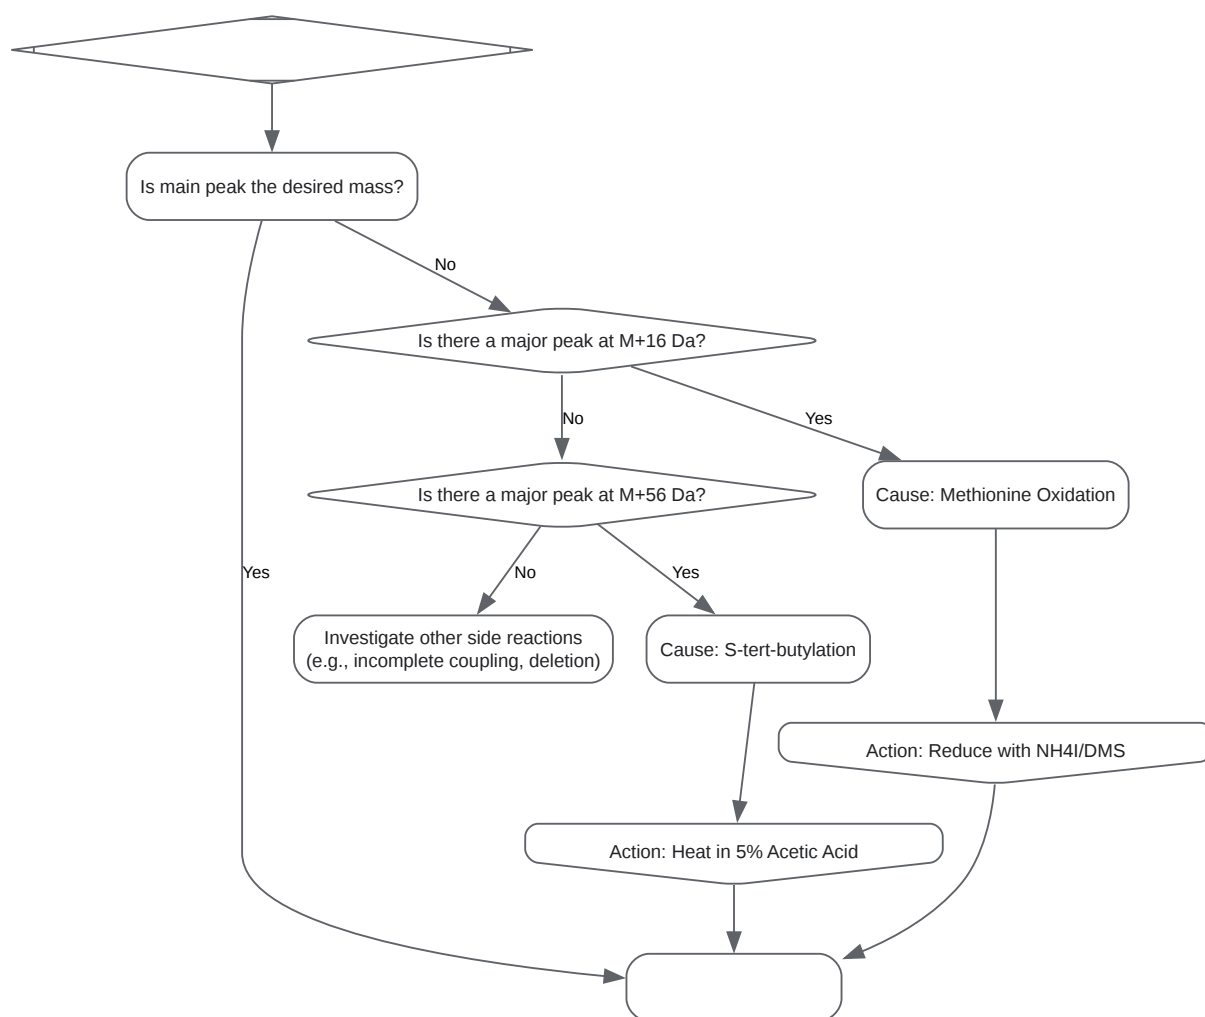 Is main peak the desired mass?
No
Is there a major peak at M+16 Da?
No
Yes
Is there a major peak at M+56 Da?
Cause: Methionine Oxidation
Yes
No
Yes
Investigate other side reactions
(e.g., incomplete coupling, deletion)
Cause: S-tert-butylation
Action: Reduce with NH4I/DMS
Action: Heat in 5% Acetic Acid